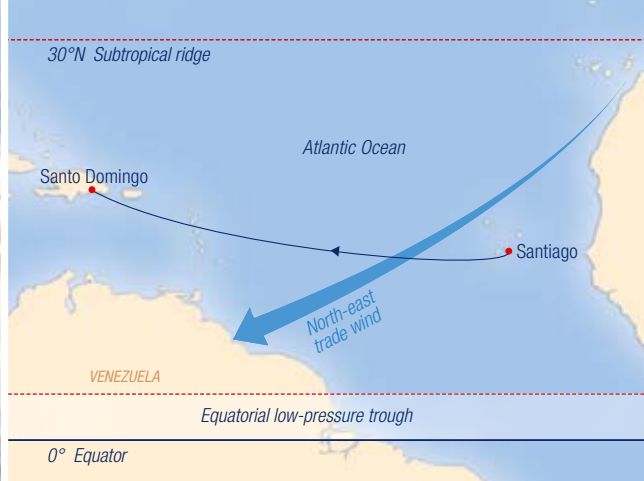 30°N Subtropical ridge
Atlantic Ocean
Santo Domingo
Santiago
North-east
trade wind
VENEZUELA
Equatorial low-pressure trough
0° Equator